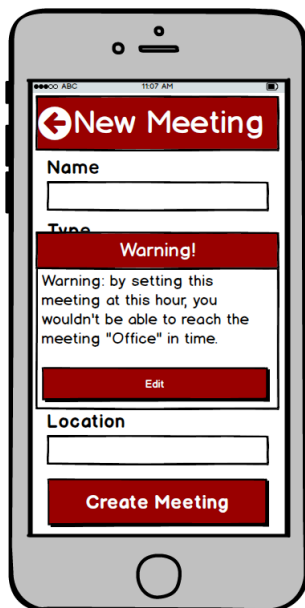 ABC 11:07 AM
New Meeting
Name
Type
Warning!
Warning: by setting this
meeting at this hour, you
wouldn't be able to reach the
meeting "Office" in time.
Edit
Location
Create Meeting